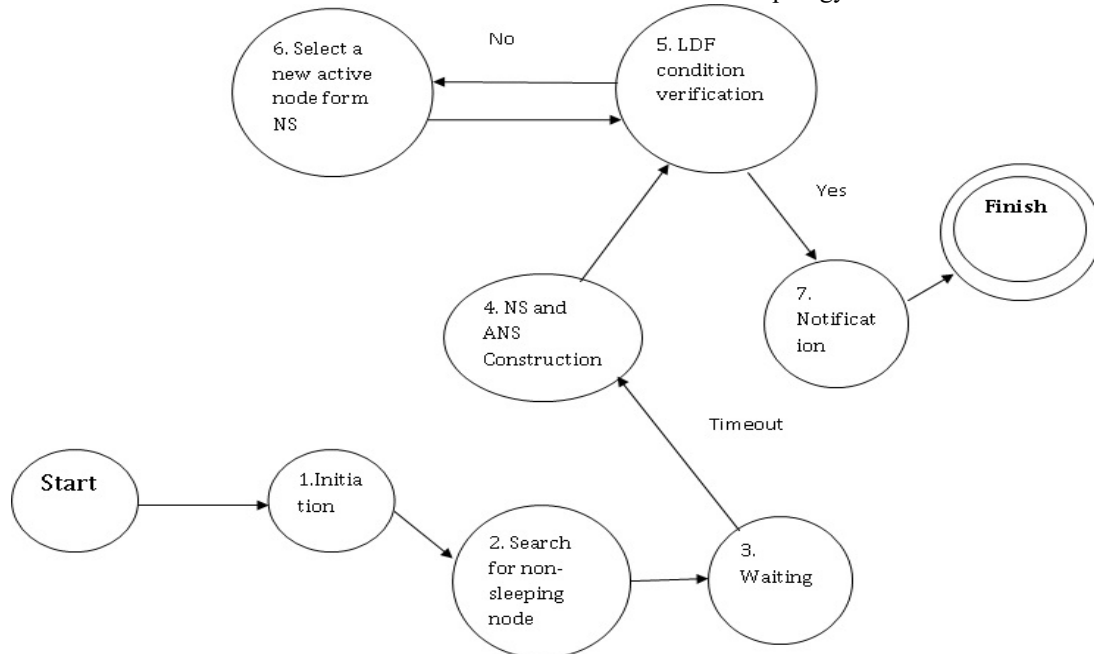 6. Select a
new active
node form
NS
No
5. LDF
condition
verification
Yes
Finish
4. NS and
ANS
Construction
7.
Notificat
ion
Timeout
Start
1.Initia
tion
2. Search
for non-
sleeping
node
3.
Waiting